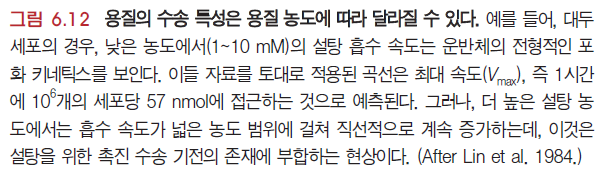 그림 6.12 용질의 수송 특성은 용질 농도에 따라 달라질 수 있다. 예를 들어, 대두
세포의 경우, 낮은 농도에서(1~10 mM)의 설탕 흡수 속도는 운반체의 전형적인 포
화 키네틱스를 보인다. 이들 자료를 토대로 적용된 곡선은 최대 속도(Vmax), 즉 1시간
에 10⁶개의 세포당 57 nmol에 접근하는 것으로 예측된다. 그러나, 더 높은 설탕 농
도에서는 흡수 속도가 넓은 농도 범위에 걸쳐 직선적으로 계속 증가하는데, 이것은
설탕을 위한 촉진 수송 기전의 존재에 부합하는 현상이다. (After Lin et al. 1984.)